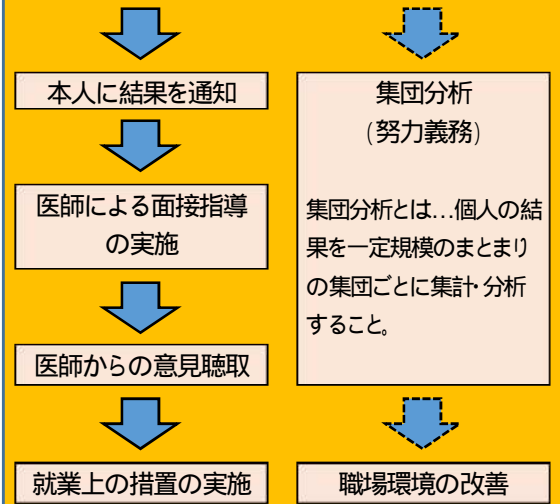 本人に結果を通知
医師による面接指導
の実施
医師からの意見聴取
就業上の措置の実施
集団分析
(努力義務)
集団分析とは…個人の結
果を一定規模のまとまり
の集団ごとに集計・分析
すること。
職場環境の改善